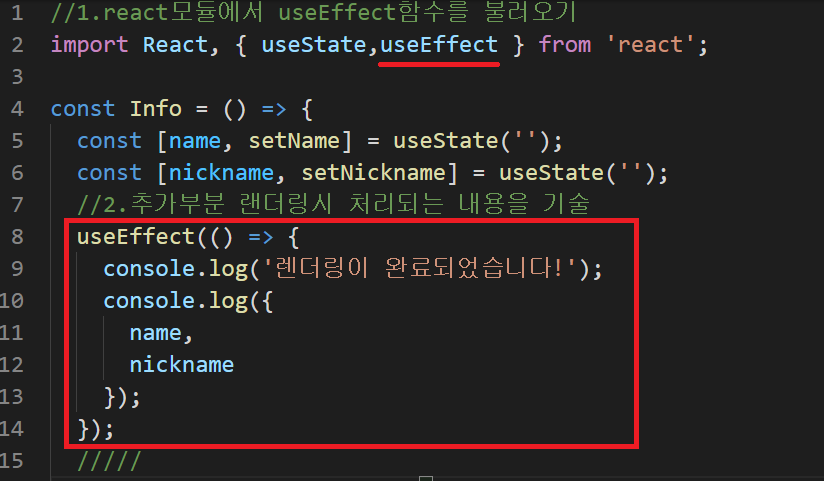 1 //1.react모듈에서 useEffect함수를 불러오기
2 import React, { useState,useEffect } from 'react';
3
4 const Info = () => {
5 const [name, setName] = useState('');
6 const [nickname, setNickname] = useState('');
7 //2.추가부분 랜더링시 처리되는 내용을 기술
8 useEffect(() => {
9 console.log('렌더링이 완료되었습니다!');
10 console.log({
11 name,
12 nickname
13 });
14 });
15 /////